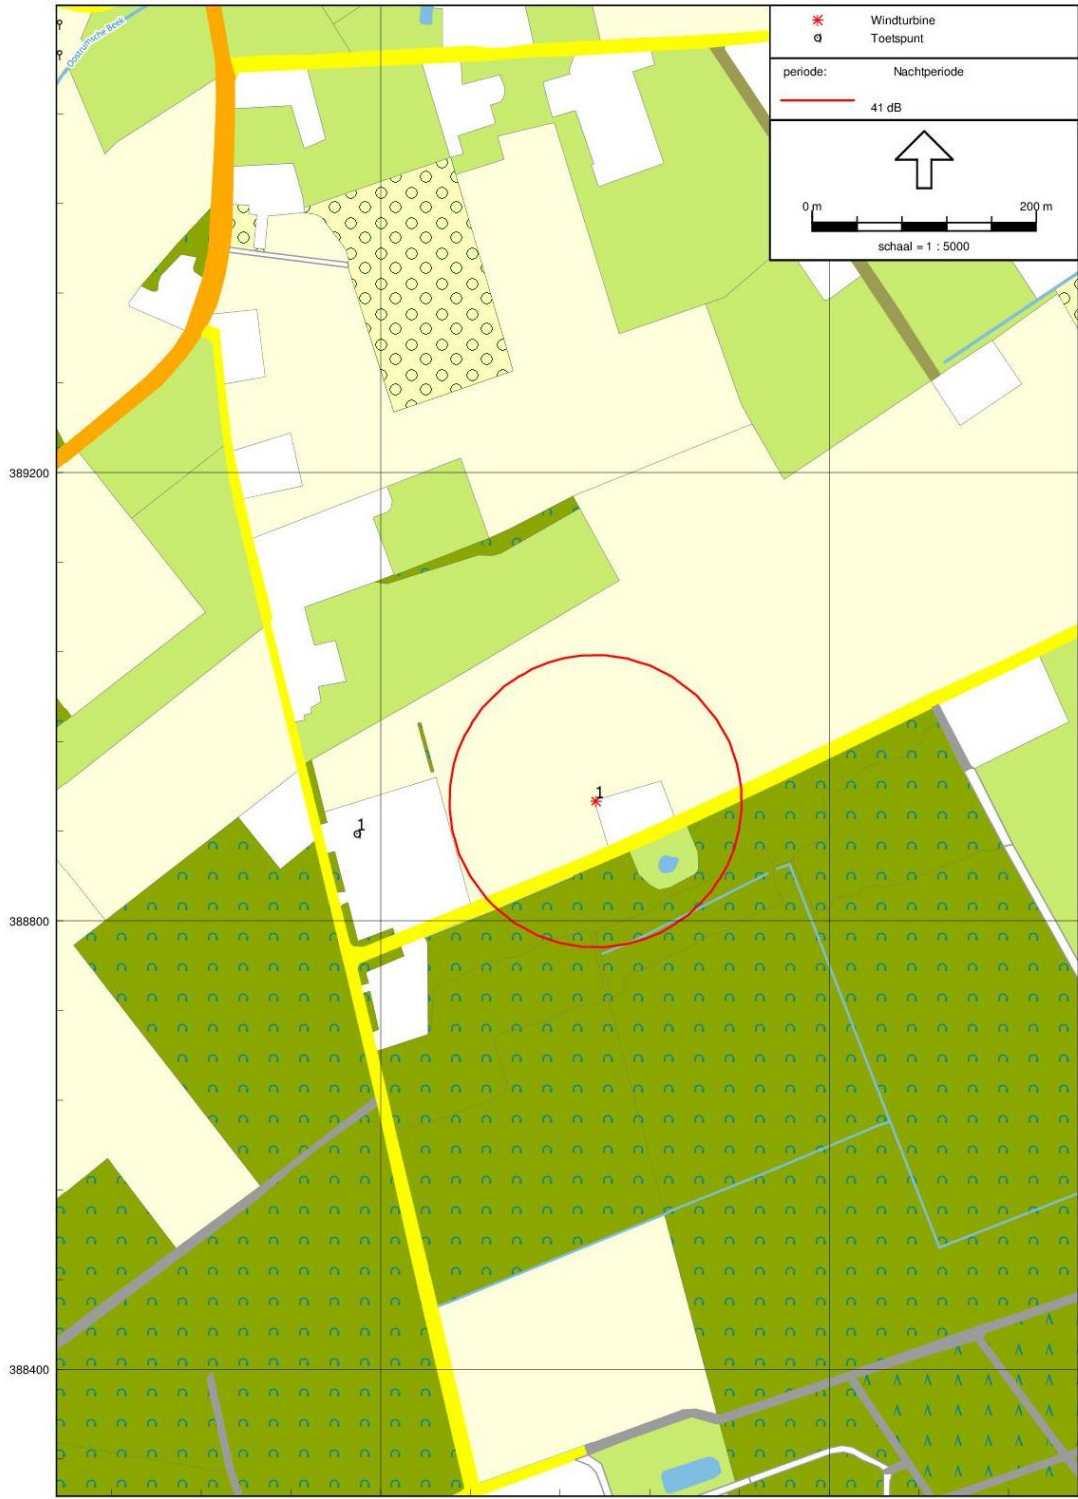 Oostrumsche Beek
Windturbine
Toetspunt
periode: Nachtperiode
41 dB
0 m 200 m
schaal = 1 : 5000
389200
1
1
388800
388400